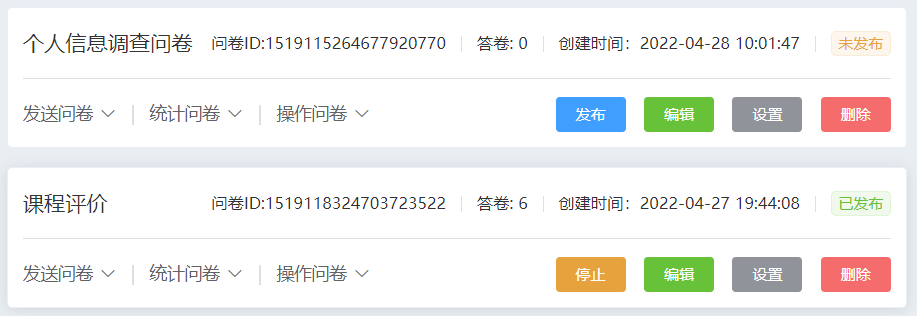 个人信息调查问卷 问卷ID:1519115264677920770 答卷: 0 创建时间：2022-04-28 10:01:47 未发布
发送问卷 统计问卷 操作问卷 发布 编辑 设置 删除
课程评价 问卷ID:1519118324703723522 答卷: 6 创建时间：2022-04-27 19:44:08 已发布
发送问卷 统计问卷 操作问卷 停止 编辑 设置 删除